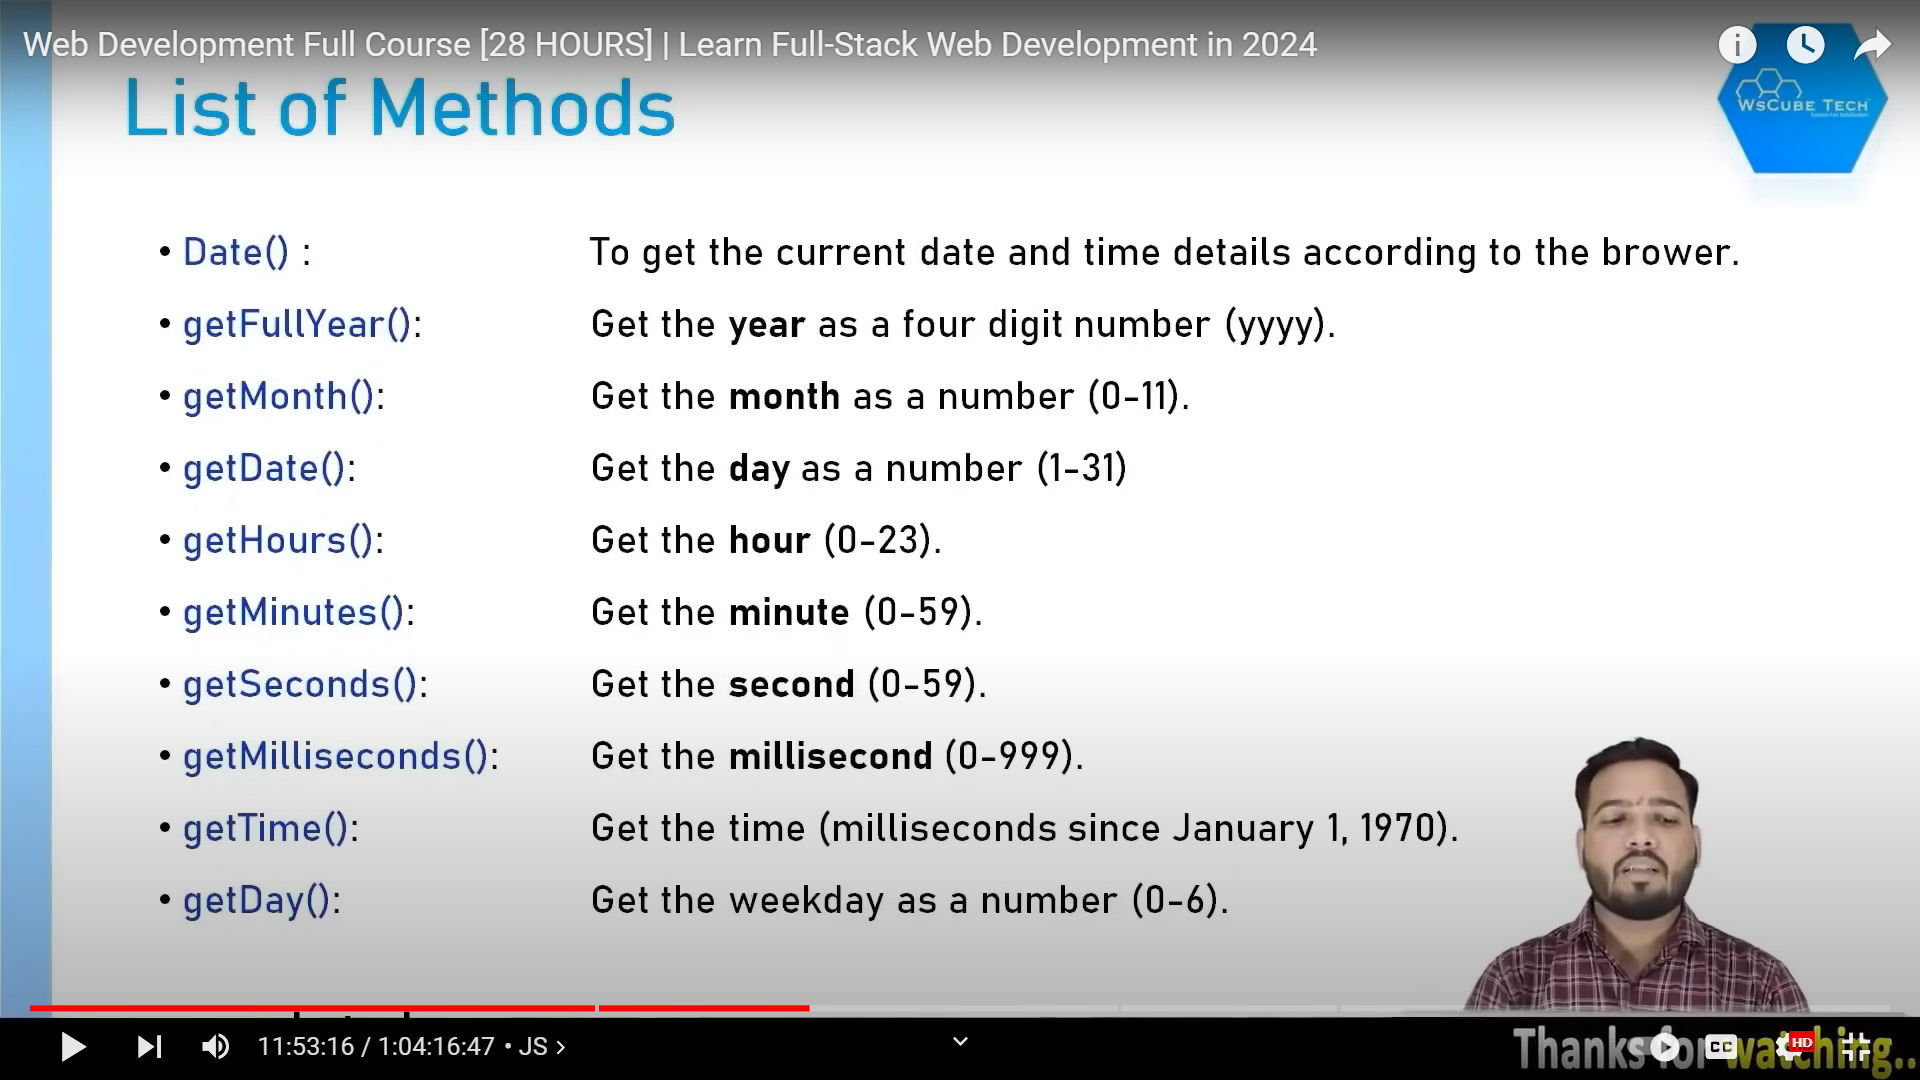 Web Development Full Course [28 HOURS] | Learn Full-Stack Web Development in 2024
List of Methods
WsCube Tech
• Date() : To get the current date and time details according to the brower.
• getFullYear(): Get the year as a four digit number (yyyy).
• getMonth(): Get the month as a number (0-11).
• getDate(): Get the day as a number (1-31)
• getHours(): Get the hour (0-23).
• getMinutes(): Get the minute (0-59).
• getSeconds(): Get the second (0-59).
• getMilliseconds(): Get the millisecond (0-999).
• getTime(): Get the time (milliseconds since January 1, 1970).
• getDay(): Get the weekday as a number (0-6).
11:53:16 / 1:04:16:47 • JS >
Thanks for watching..
CC
HD